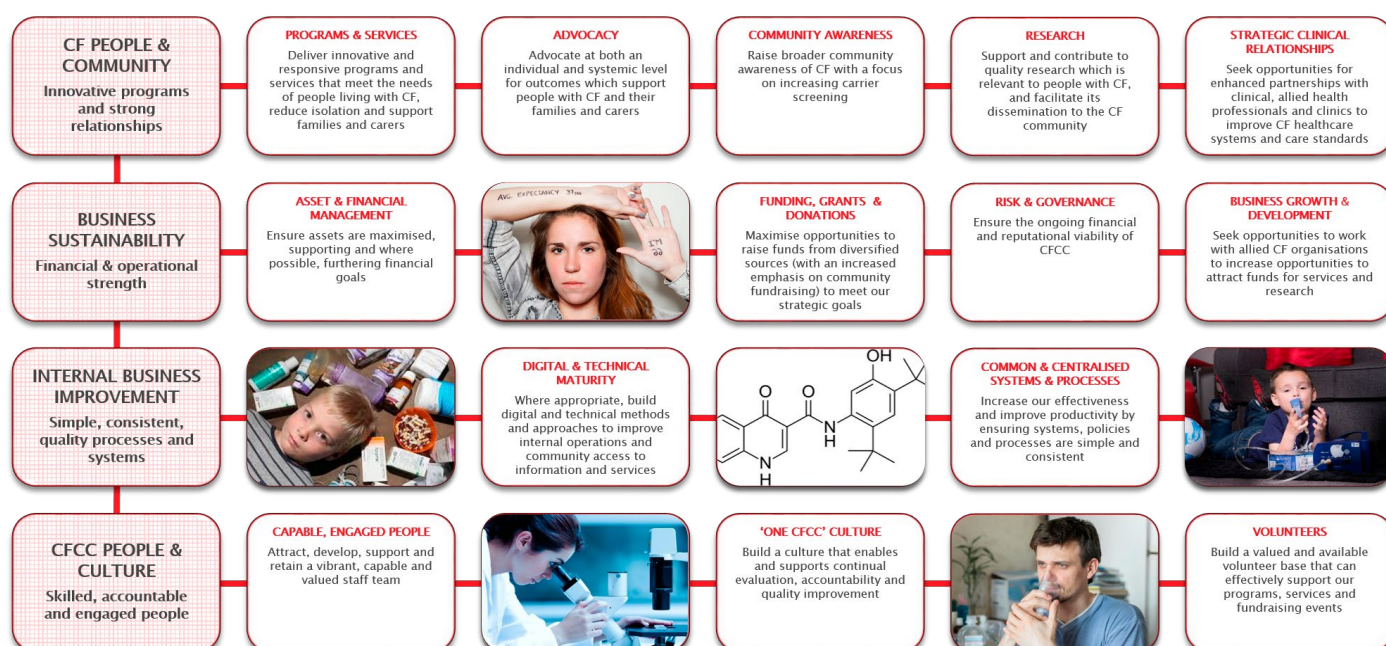 CF PEOPLE &
COMMUNITY
Innovative programs
and strong
relationships
PROGRAMS & SERVICES
Deliver innovative and
responsive programs and
services that meet the needs
of people living with CF,
reduce isolation and support
families and carers
ADVOCACY
Advocate at both an
individual and systemic level
for outcomes which support
people with CF and their
families and carers
COMMUNITY AWARENESS
Raise broader community
awareness of CF with a focus
on increasing carrier
screening
RESEARCH
Support and contribute to
quality research which is
relevant to people with CF,
and facilitate its
dissemination to the CF
community
STRATEGIC CLINICAL
RELATIONSHIPS
Seek opportunities for
enhanced partnerships with
clinical, allied health
professionals and clinics to
improve CF healthcare
systems and care standards
BUSINESS
SUSTAINABILITY
Financial & operational
strength
ASSET & FINANCIAL
MANAGEMENT
Ensure assets are maximised,
supporting and where
possible, furthering financial
goals
AVG. EXPECTANCY 37
I'M
20
FUNDING, GRANTS &
DONATIONS
Maximise opportunities to
raise funds from diversified
sources (with an increased
emphasis on community
fundraising) to meet our
strategic goals
RISK & GOVERNANCE
Ensure the ongoing financial
and reputational viability of
CFCC
BUSINESS GROWTH &
DEVELOPMENT
Seek opportunities to work
with allied CF organisations
to increase opportunities to
attract funds for services and
research
INTERNAL BUSINESS
IMPROVEMENT
Simple, consistent,
quality processes and
systems
DIGITAL & TECHNICAL
MATURITY
Where appropriate, build
digital and technical methods
and approaches to improve
internal operations and
community access to
information and services
OH
O
O
N
H
N
H
COMMON & CENTRALISED
SYSTEMS & PROCESSES
Increase our effectiveness
and improve productivity by
ensuring systems, policies
and processes are simple and
consistent
CFCC PEOPLE &
CULTURE
Skilled, accountable
and engaged people
CAPABLE, ENGAGED PEOPLE
Attract, develop, support and
retain a vibrant, capable and
valued staff team
‘ONE CFCC’ CULTURE
Build a culture that enables
and supports continual
evaluation, accountability and
quality improvement
VOLUNTEERS
Build a valued and available
volunteer base that can
effectively support our
programs, services and
fundraising events